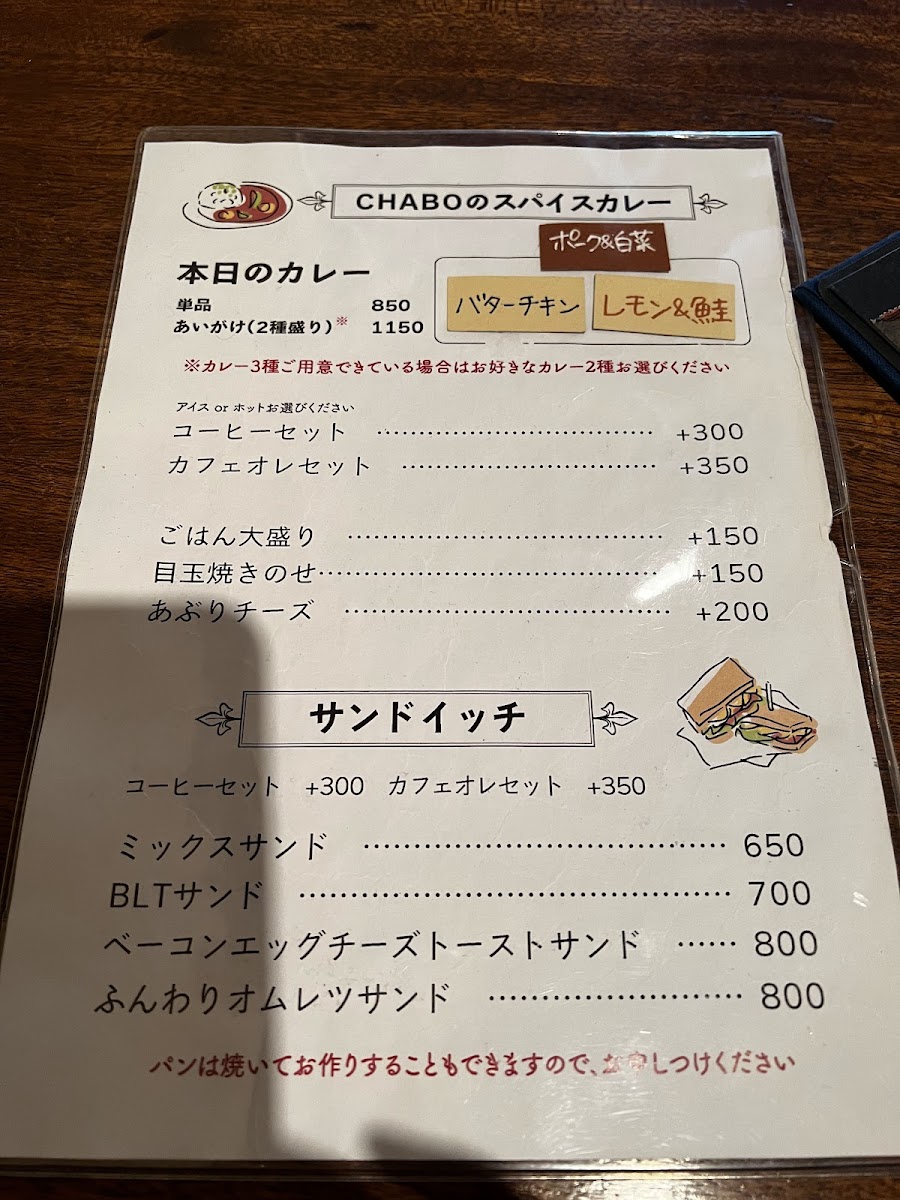 CHABOのスパイスカレー
ポーク&白菜
本日のカレー
バターチキン レモン&鮭
単品 850
あいがけ(2種盛り)※ 1150
※カレー3種ご用意できている場合はお好きなカレー2種お選びください
アイス or ホットお選びください
コーヒーセット ‥‥‥‥‥‥‥‥‥‥‥ +300
カフェオレセット ‥‥‥‥‥‥‥‥‥‥ +350
ごはん大盛り ‥‥‥‥‥‥‥‥‥‥‥‥ +150
目玉焼きのせ‥‥‥‥‥‥‥‥‥‥‥‥‥ +150
あぶりチーズ ‥‥‥‥‥‥‥‥‥‥‥‥ +200
サンドイッチ
コーヒーセット +300 カフェオレセット +350
ミックスサンド ‥‥‥‥‥‥‥‥‥‥‥‥ 650
BLTサンド ‥‥‥‥‥‥‥‥‥‥‥‥‥‥ 700
ベーコンエッグチーズトーストサンド ‥‥‥ 800
ふんわりオムレツサンド ‥‥‥‥‥‥‥‥ 800
パンは焼いてお作りすることもできますので、お申しつけください